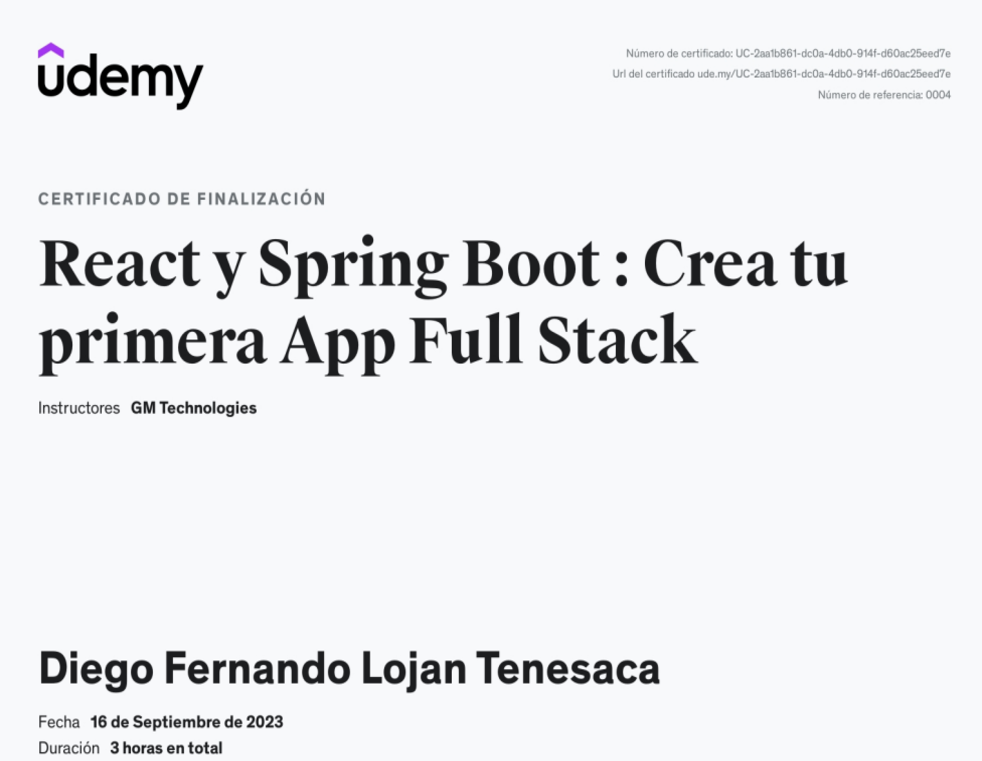 udemy
Número de certificado: UC-2aa1b861-dc0a-4db0-914f-d60ac25eed7e
Url del certificado ude.my/UC-2aa1b861-dc0a-4db0-914f-d60ac25eed7e
Número de referencia: 0004
CERTIFICADO DE FINALIZACIÓN
React y Spring Boot : Crea tu
primera App Full Stack
Instructores GM Technologies
Diego Fernando Lojan Tenesaca
Fecha 16 de Septiembre de 2023
Duración 3 horas en total